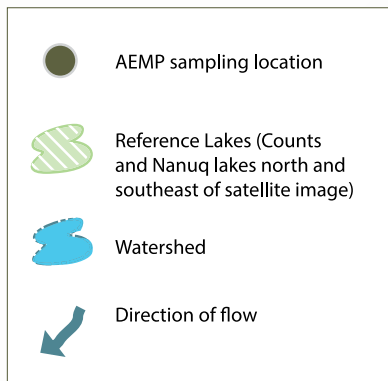 AEMP sampling location
Reference Lakes (Counts
and Nanuq lakes north and
southeast of satellite image)
Watershed
Direction of flow